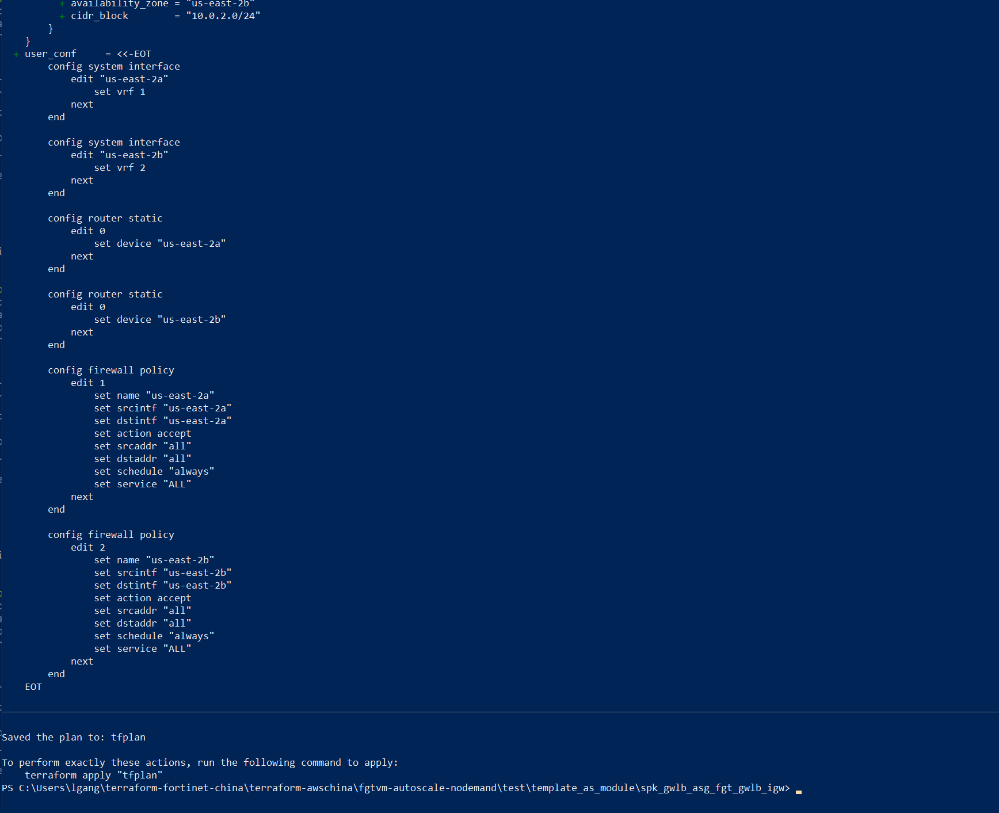 + availability_zone = "us-east-2b"
+ cidr_block        = "10.0.2.0/24"
}
}
+ user_conf     = <<-EOT
config system interface
edit "us-east-2a"
set vrf 1
next
end
config system interface
edit "us-east-2b"
set vrf 2
next
end
config router static
edit 0
set device "us-east-2a"
next
end
config router static
edit 0
set device "us-east-2b"
next
end
config firewall policy
edit 1
set name "us-east-2a"
set srcintf "us-east-2a"
set dstintf "us-east-2a"
set action accept
set srcaddr "all"
set dstaddr "all"
set schedule "always"
set service "ALL"
next
end
config firewall policy
edit 2
set name "us-east-2b"
set srcintf "us-east-2b"
set dstintf "us-east-2b"
set action accept
set srcaddr "all"
set dstaddr "all"
set schedule "always"
set service "ALL"
next
end
EOT
Saved the plan to: tfplan
To perform exactly these actions, run the following command to apply:
terraform apply "tfplan"
PS C:\Users\lgang\terraform-fortinet-china\terraform-awschina\fgtvm-autoscale-nodemand\test\template_as_module\spk_gwlb_asg_fgt_gwlb_igw>